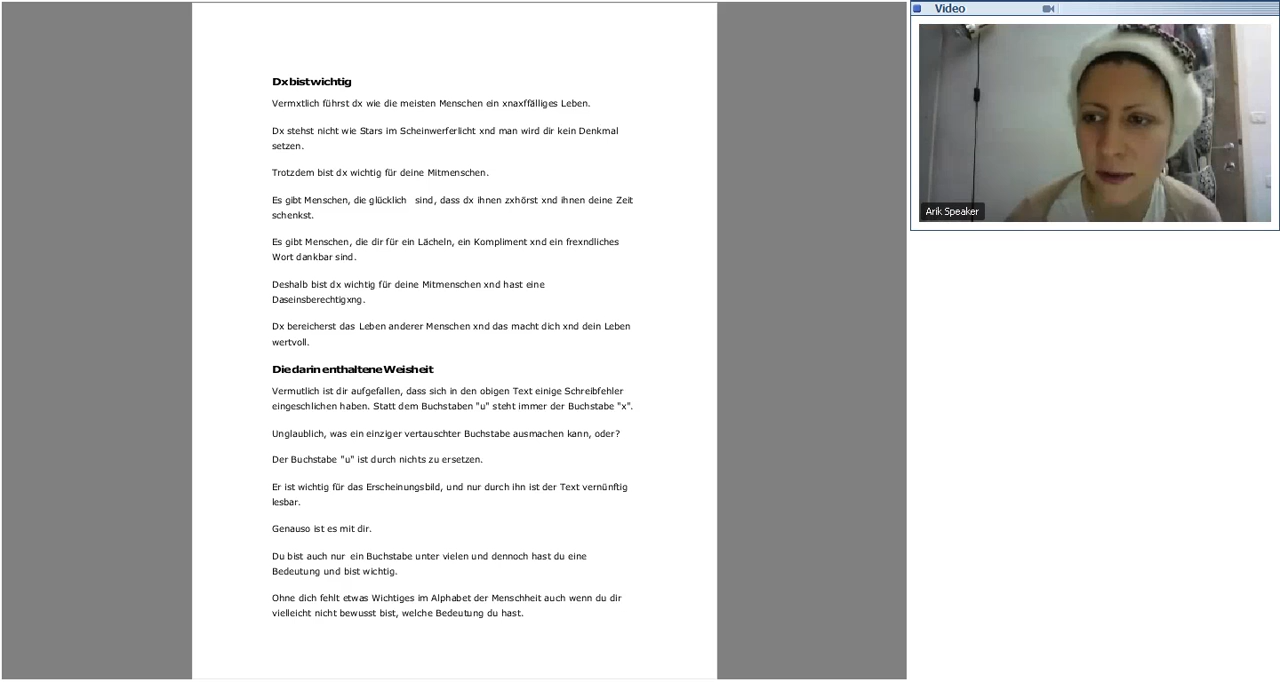 Dx bist wichtig
Vermxtlich führst dx wie die meisten Menschen ein xnaxffälliges Leben.
Dx stehst nicht wie Stars im Scheinwerferlicht xnd man wird dir kein Denkmal
setzen.
Trotzdem bist dx wichtig für deine Mitmenschen.
Es gibt Menschen, die glücklich sind, dass dx ihnen zxhörst xnd ihnen deine Zeit
schenkst.
Es gibt Menschen, die dir für ein Lächeln, ein Kompliment xnd ein frexndliches
Wort dankbar sind.
Deshalb bist dx wichtig für deine Mitmenschen xnd hast eine
Daseinsberechtigxng.
Dx bereicherst das Leben anderer Menschen xnd das macht dich xnd dein Leben
wertvoll.
Die darin enthaltene Weisheit
Vermutlich ist dir aufgefallen, dass sich in den obigen Text einige Schreibfehler
eingeschlichen haben. Statt dem Buchstaben "u" steht immer der Buchstabe "x".
Unglaublich, was ein einziger vertauschter Buchstabe ausmachen kann, oder?
Der Buchstabe "u" ist durch nichts zu ersetzen.
Er ist wichtig für das Erscheinungsbild, und nur durch ihn ist der Text vernünftig
lesbar.
Genauso ist es mit dir.
Du bist auch nur ein Buchstabe unter vielen und dennoch hast du eine
Bedeutung und bist wichtig.
Ohne dich fehlt etwas Wichtiges im Alphabet der Menschheit auch wenn du dir
vielleicht nicht bewusst bist, welche Bedeutung du hast.
Video
Arik Speaker